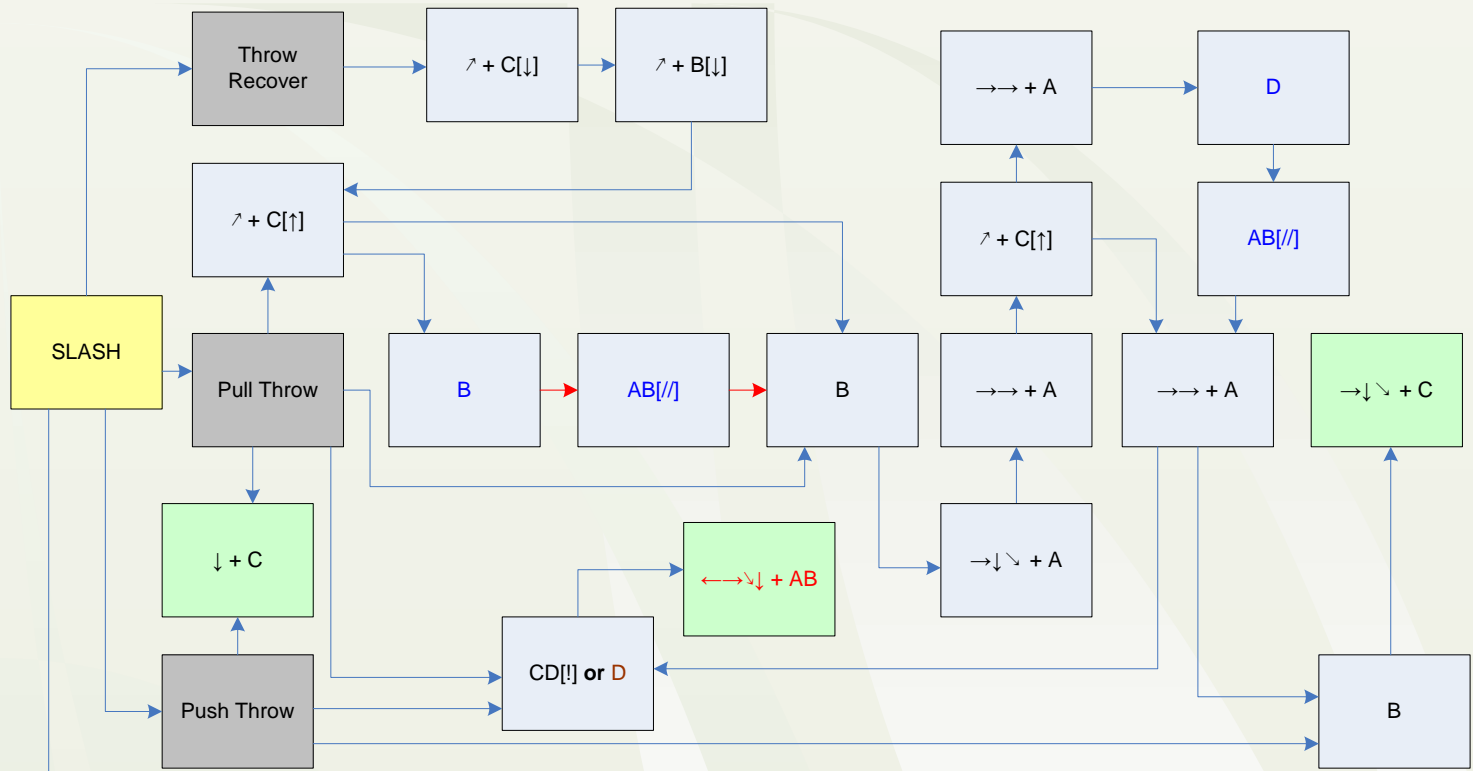 Throw
Recover
↗ + C[↓]
↗ + B[↓]
→→ + A
D
↗ + C[↑]
↗ + C[↑]
AB[//]
SLASH
Pull Throw
B
AB[//]
B
→→ + A
→→ + A
→↓↘ + C
↓ + C
←→↘↓ + AB
→↓↘ + A
CD[!] or D
Push Throw
B